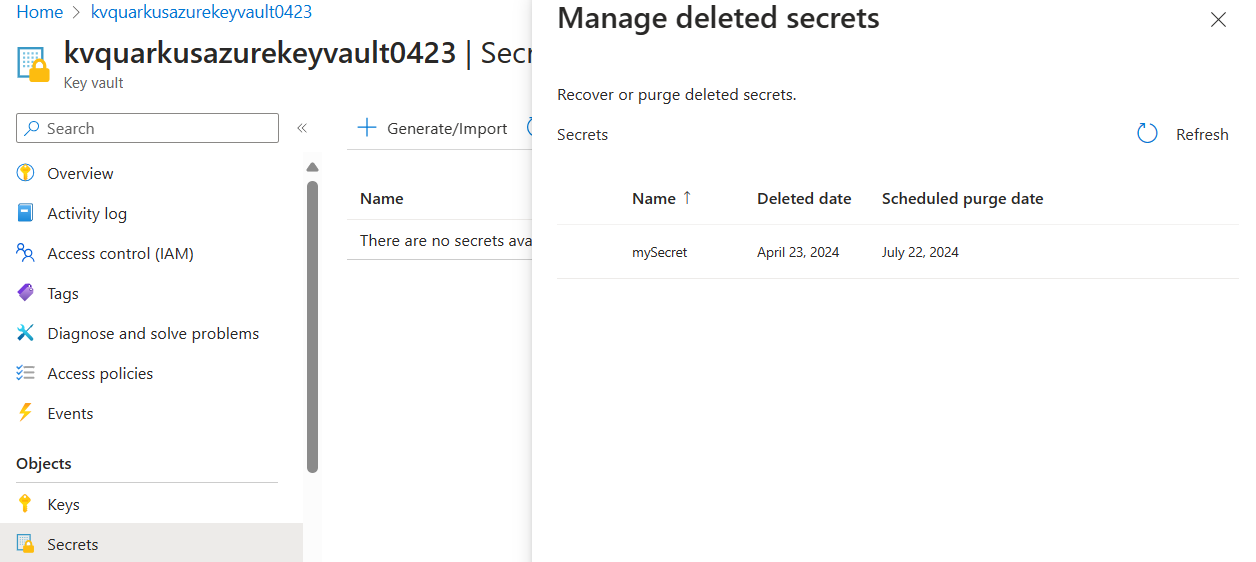 Home > kvquarkusazurekeyvault0423
kvquarkusazurekeyvault0423 | Secr
Key vault
Search
«
Overview
Activity log
Access control (IAM)
Tags
Diagnose and solve problems
Access policies
Events
Objects
Keys
Secrets
+ Generate/Import
Name
There are no secrets ava
Manage deleted secrets
Recover or purge deleted secrets.
Secrets
Refresh
Name ↑ Deleted date Scheduled purge date
mySecret April 23, 2024 July 22, 2024